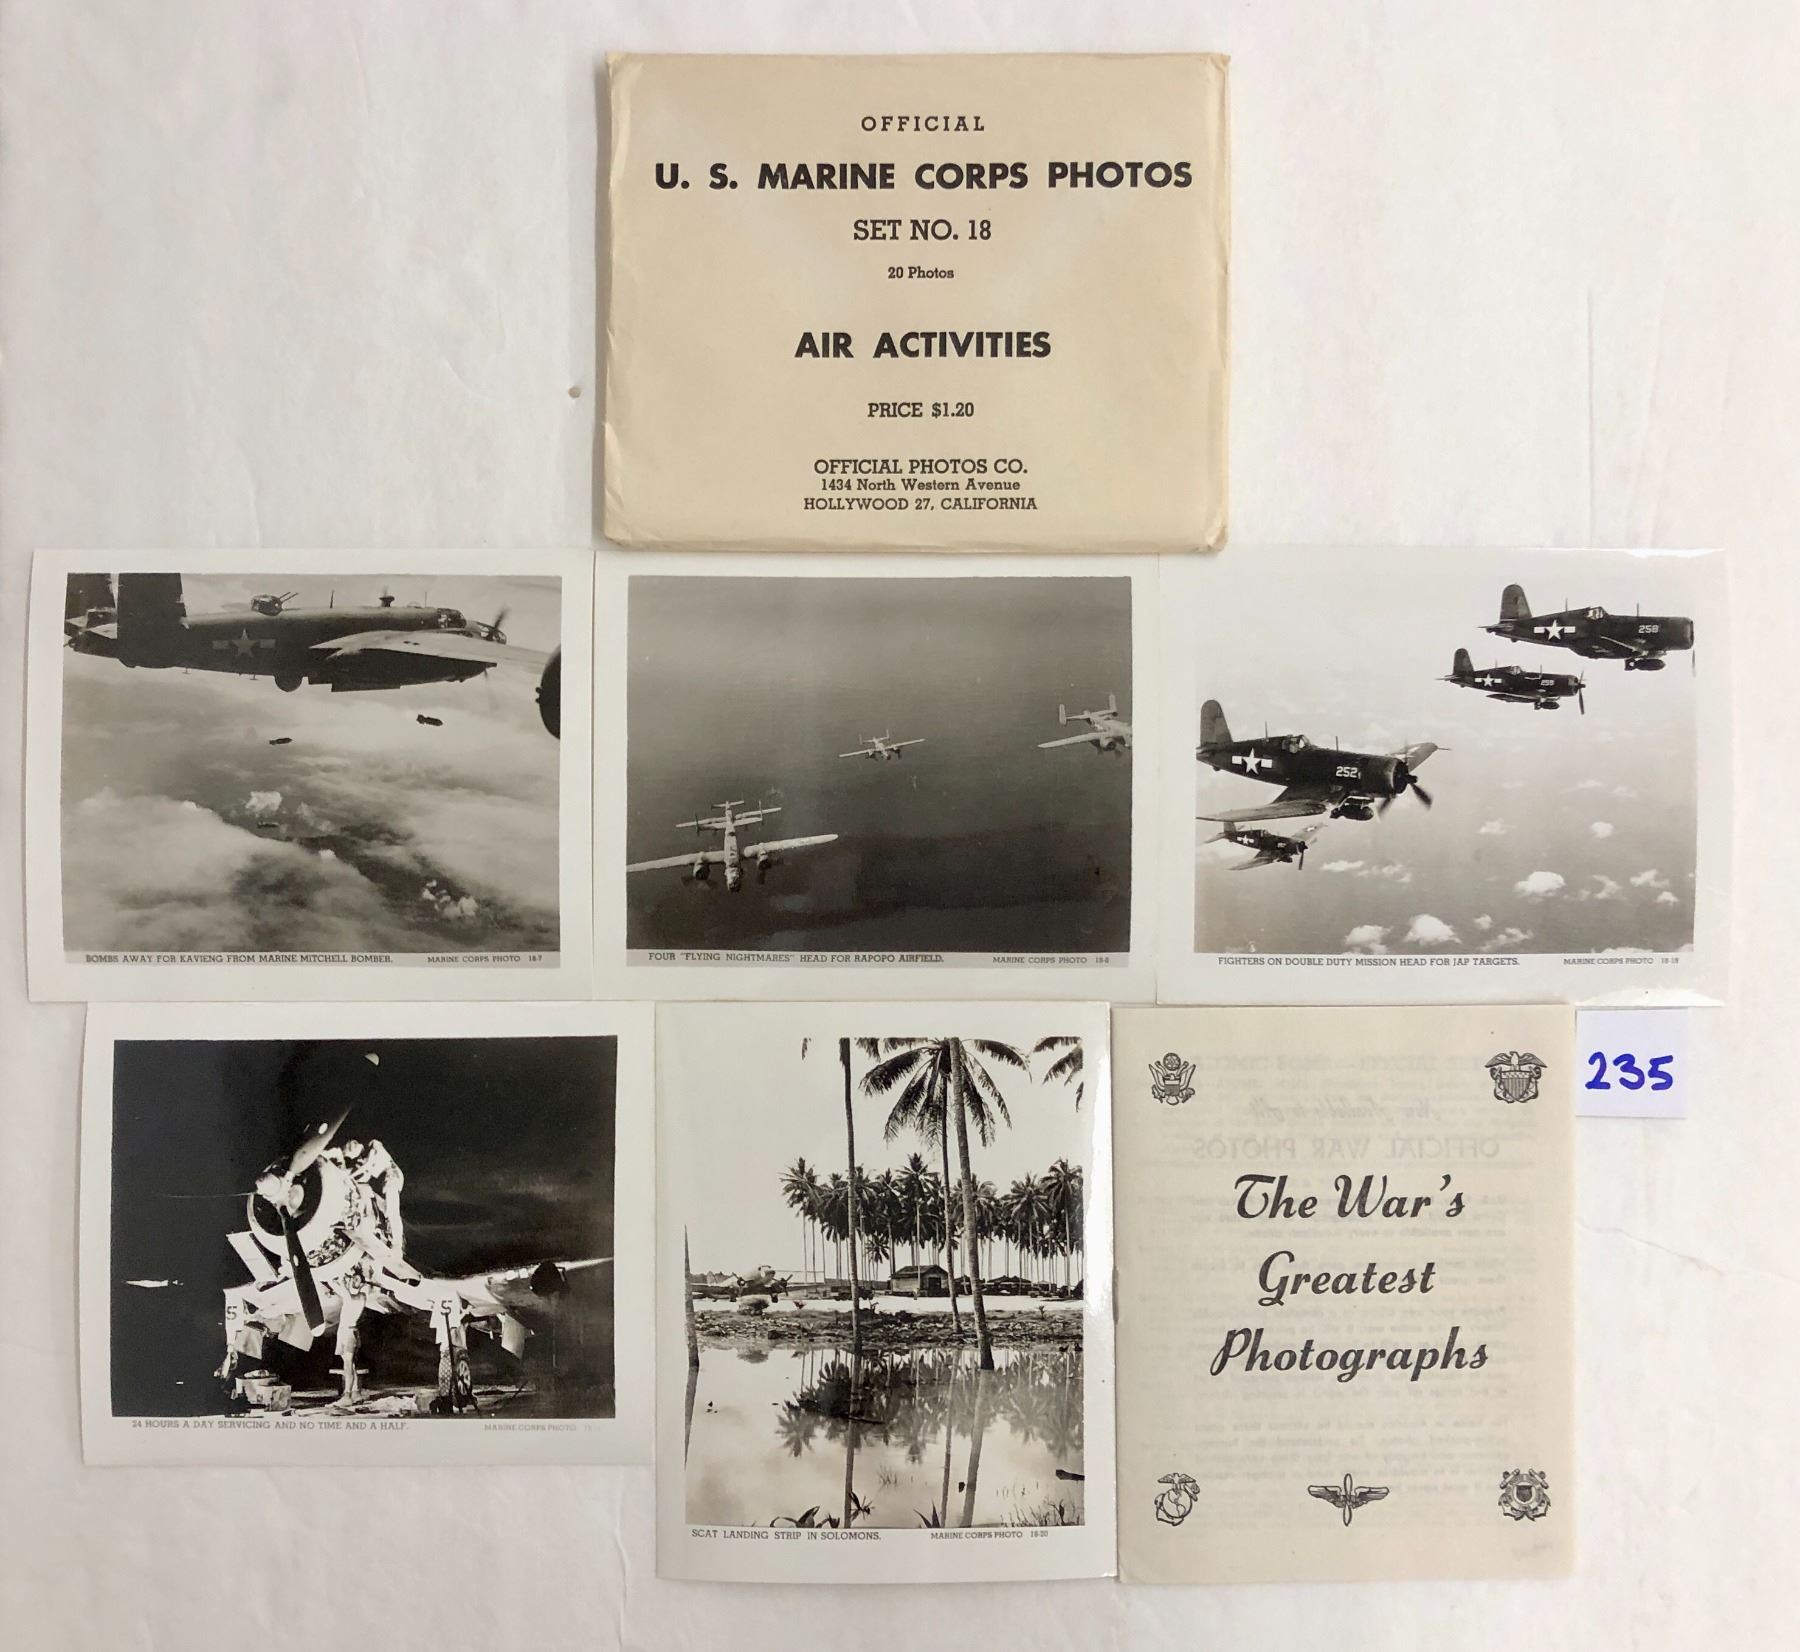 OFFICIAL
U. S. MARINE CORPS PHOTOS
SET NO. 18
20 Photos
AIR ACTIVITIES
PRICE $1.20
OFFICIAL PHOTOS CO.
1434 North Western Avenue
HOLLYWOOD 27, CALIFORNIA
BOMBS AWAY FOR KAVIENG FROM MARINE MITCHELL BOMBER. MARINE CORPS PHOTO 18-7
FOUR "FLYING NIGHTMARES" HEAD FOR RAPOPO AIRFIELD. MARINE CORPS PHOTO
258
259
252
FIGHTERS ON DOUBLE DUTY MISSION HEAD FOR JAP TARGETS. MARINE CORPS PHOTO 18-18
24 HOURS A DAY SERVICING AND NO TIME AND A HALF. MARINE CORPS PHOTO
SCAT LANDING STRIP IN SOLOMONS. MARINE CORPS PHOTO 18-20
The War's
Greatest
Photographs
235